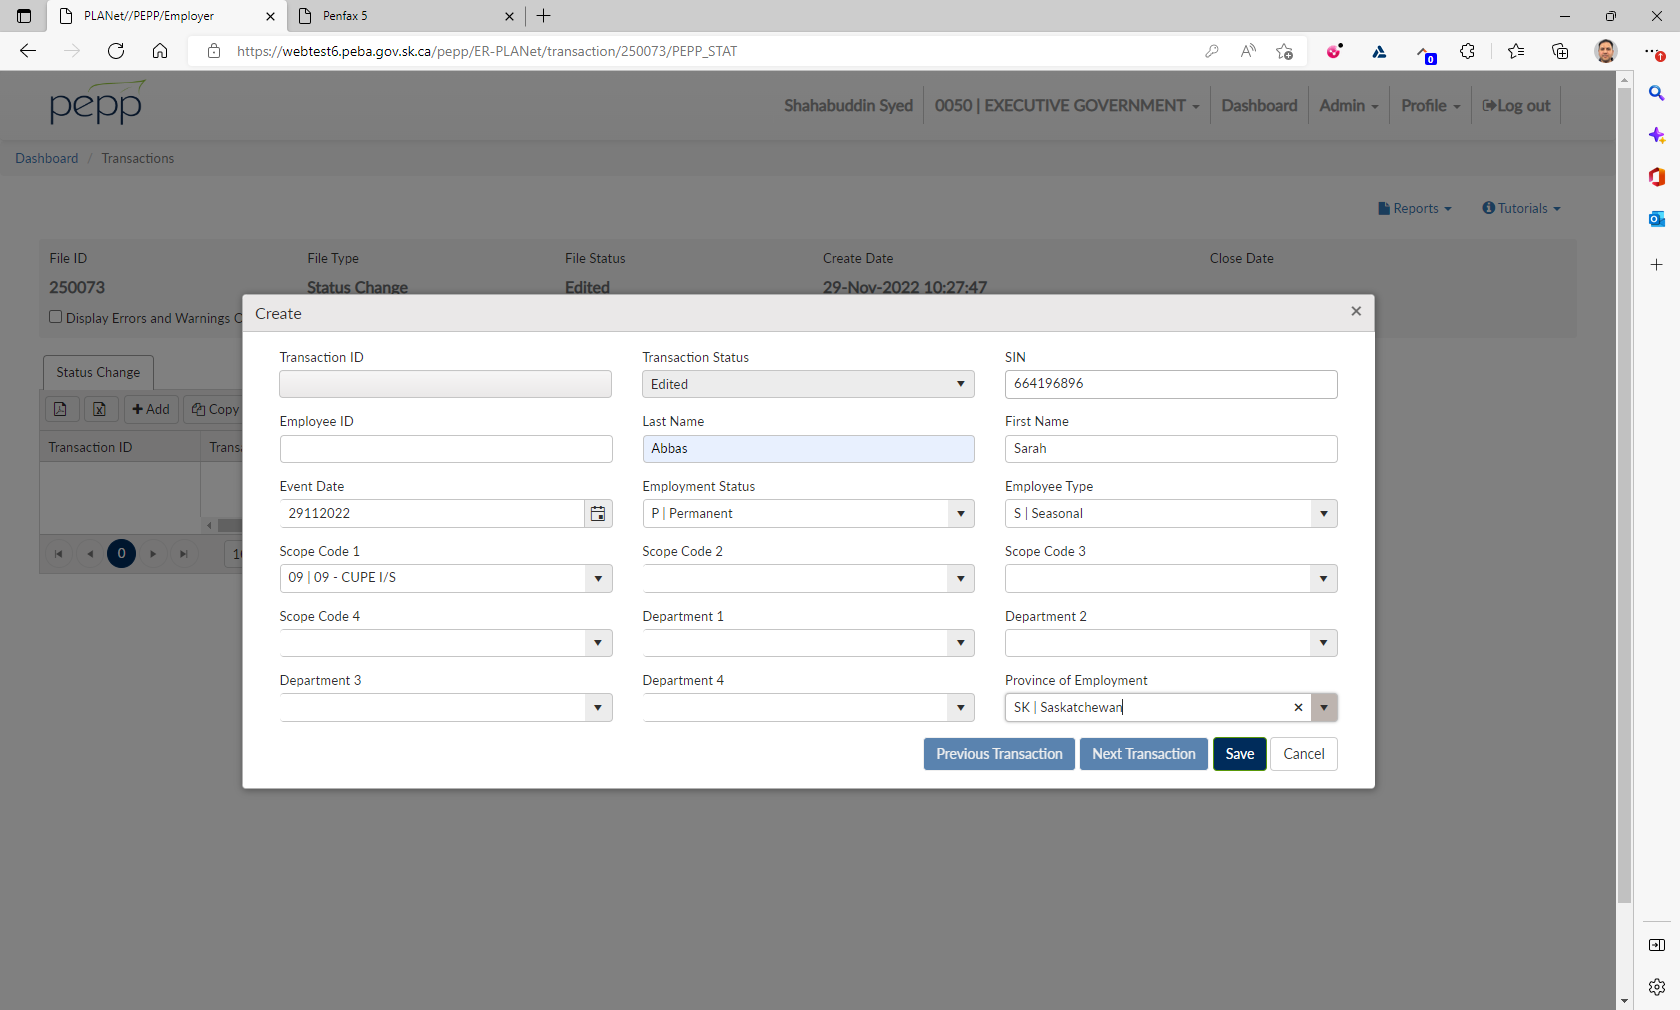 PLANet//PEPP/Employer
Penfax 5
https://webtest6.peba.gov.sk.ca/pepp/ER-PLANet/transaction/250073/PEPP_STAT
0
pepp
Shahabuddin Syed
0050 | EXECUTIVE GOVERNMENT
Dashboard
Admin
Profile
Log out
Dashboard / Transactions
Reports
Tutorials
File ID
File Type
File Status
Create Date
Close Date
250073
Status Change
Edited
29-Nov-2022 10:27:47
Display Errors and Warnings
Create
Status Change
Add
Copy
Transaction ID
0
Transaction ID
Transaction Status
SIN
Edited
664196896
Employee ID
Last Name
First Name
Abbas
Sarah
Event Date
Employment Status
Employee Type
29112022
P | Permanent
S | Seasonal
Scope Code 1
Scope Code 2
Scope Code 3
09 | 09 - CUPE I/S
Scope Code 4
Department 1
Department 2
Department 3
Department 4
Province of Employment
SK | Saskatchewan
Previous Transaction
Next Transaction
Save
Cancel